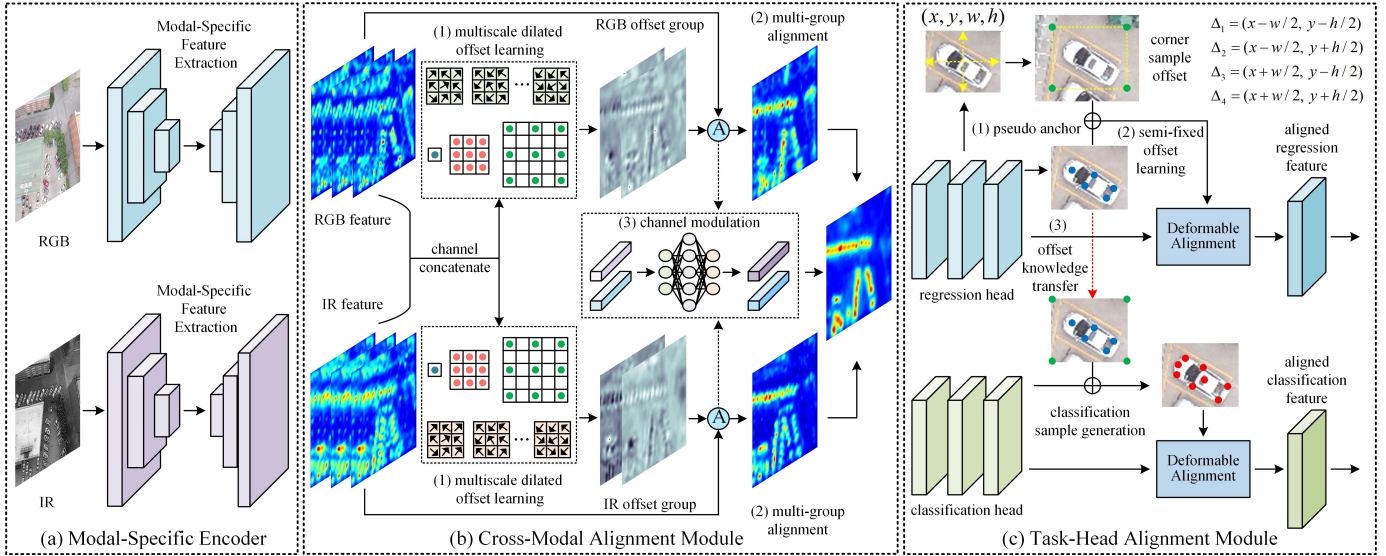 Modal-Specific
Feature
Extraction
RGB
Modal-Specific
Feature
Extraction
IR
(a) Modal-Specific Encoder
(1) multiscale dilated
offset learning
...
RGB offset group
(2) multi-group
alignment
A
RGB feature
channel
concatenate
IR feature
(3) channel modulation
...
(1) multiscale dilated
offset learning
IR offset group
A
(2) multi-group
alignment
(b) Cross-Modal Alignment Module
(x, y, w, h)
corner
sample
offset
Δ₁ = (x − w/2, y − h/2)
Δ₂ = (x − w/2, y + h/2)
Δ₃ = (x + w/2, y − h/2)
Δ₄ = (x + w/2, y + h/2)
(1) pseudo anchor
(2) semi-fixed
offset
learning
aligned
regression
feature
regression head
(3)
offset
knowledge
transfer
Deformable
Alignment
classification
sample generation
aligned
classification
feature
Deformable
Alignment
classification head
(c) Task-Head Alignment Module